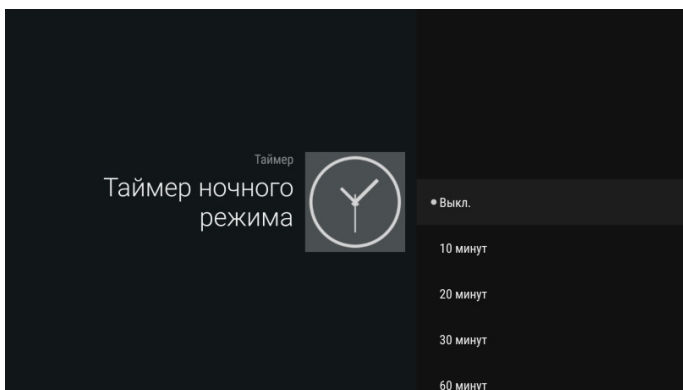 Таймер
Таймер ночного
режима
Выкл.
10 минут
20 минут
30 минут
60 минут